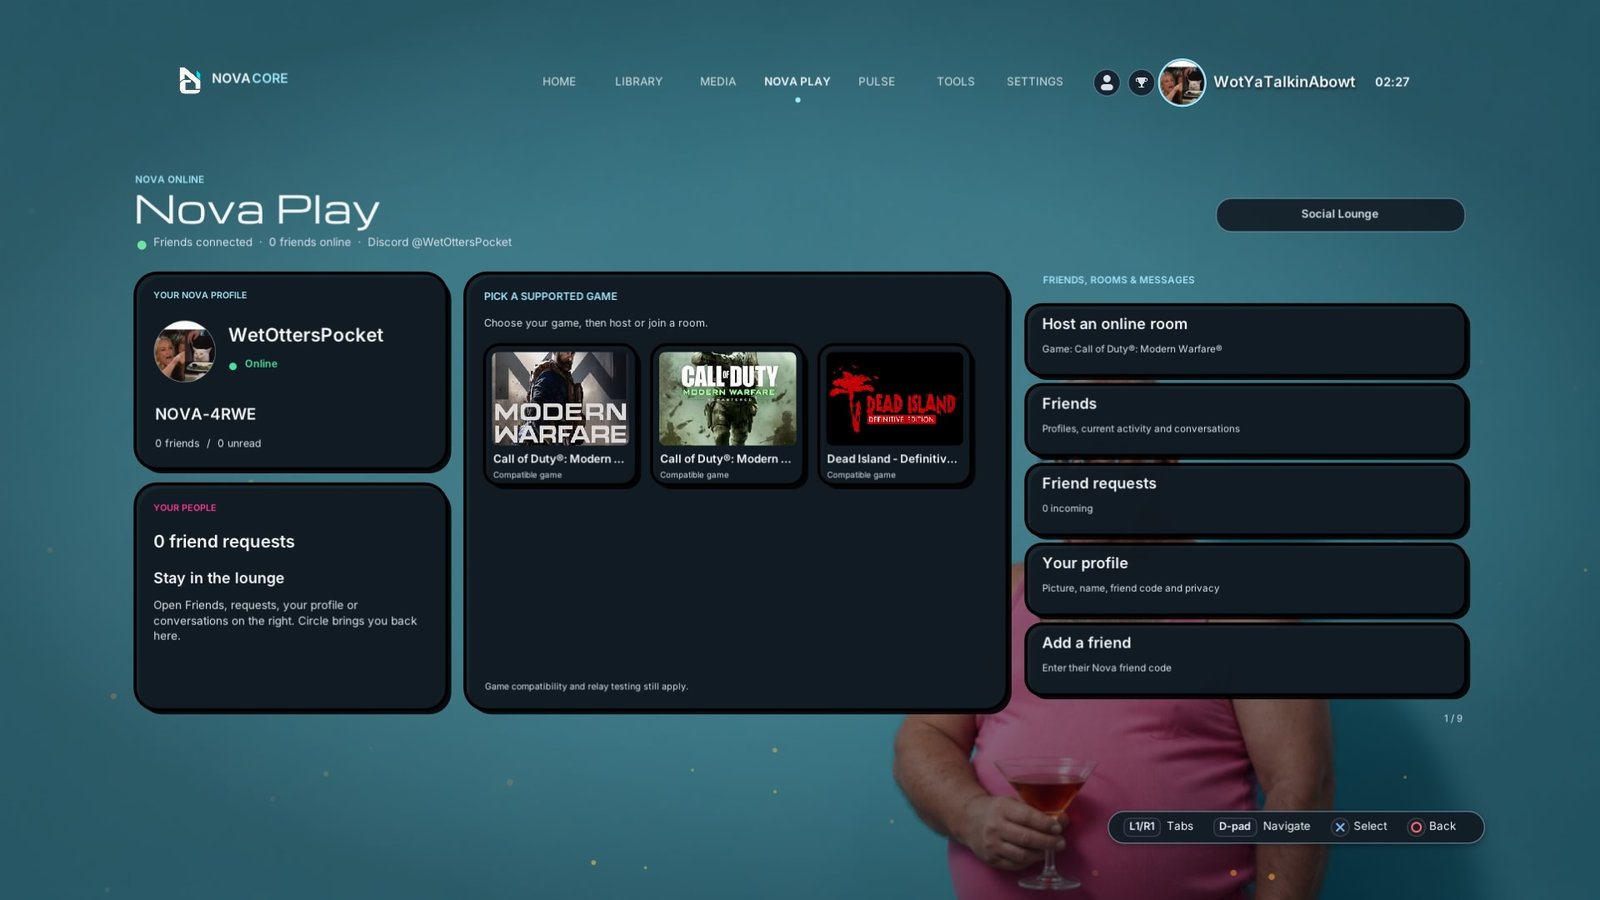 NOVACORE
HOME
LIBRARY
MEDIA
NOVA PLAY
PULSE
TOOLS
SETTINGS
WotYaTalkinAbowt
02:27
NOVA ONLINE
Nova Play
Friends connected · 0 friends online · Discord @WetOttersPocket
Social Lounge
YOUR NOVA PROFILE
WetOttersPocket
Online
NOVA-4RWE
0 friends / 0 unread
YOUR PEOPLE
0 friend requests
Stay in the lounge
Open Friends, requests, your profile or
conversations on the right. Circle brings you back
here.
PICK A SUPPORTED GAME
Choose your game, then host or join a room.
MODERN
WARFARE
Call of Duty®: Modern ...
Compatible game
CALL OF DUTY
MODERN WARFARE
REMASTERED
Call of Duty®: Modern ...
Compatible game
DEAD ISLAND
DEFINITIVE EDITION
Dead Island - Definitiv...
Compatible game
Game compatibility and relay testing still apply.
FRIENDS, ROOMS & MESSAGES
Host an online room
Game: Call of Duty®: Modern Warfare®
Friends
Profiles, current activity and conversations
Friend requests
0 incoming
Your profile
Picture, name, friend code and privacy
Add a friend
Enter their Nova friend code
1 / 9
L1/R1 Tabs
D-pad Navigate
Select
Back